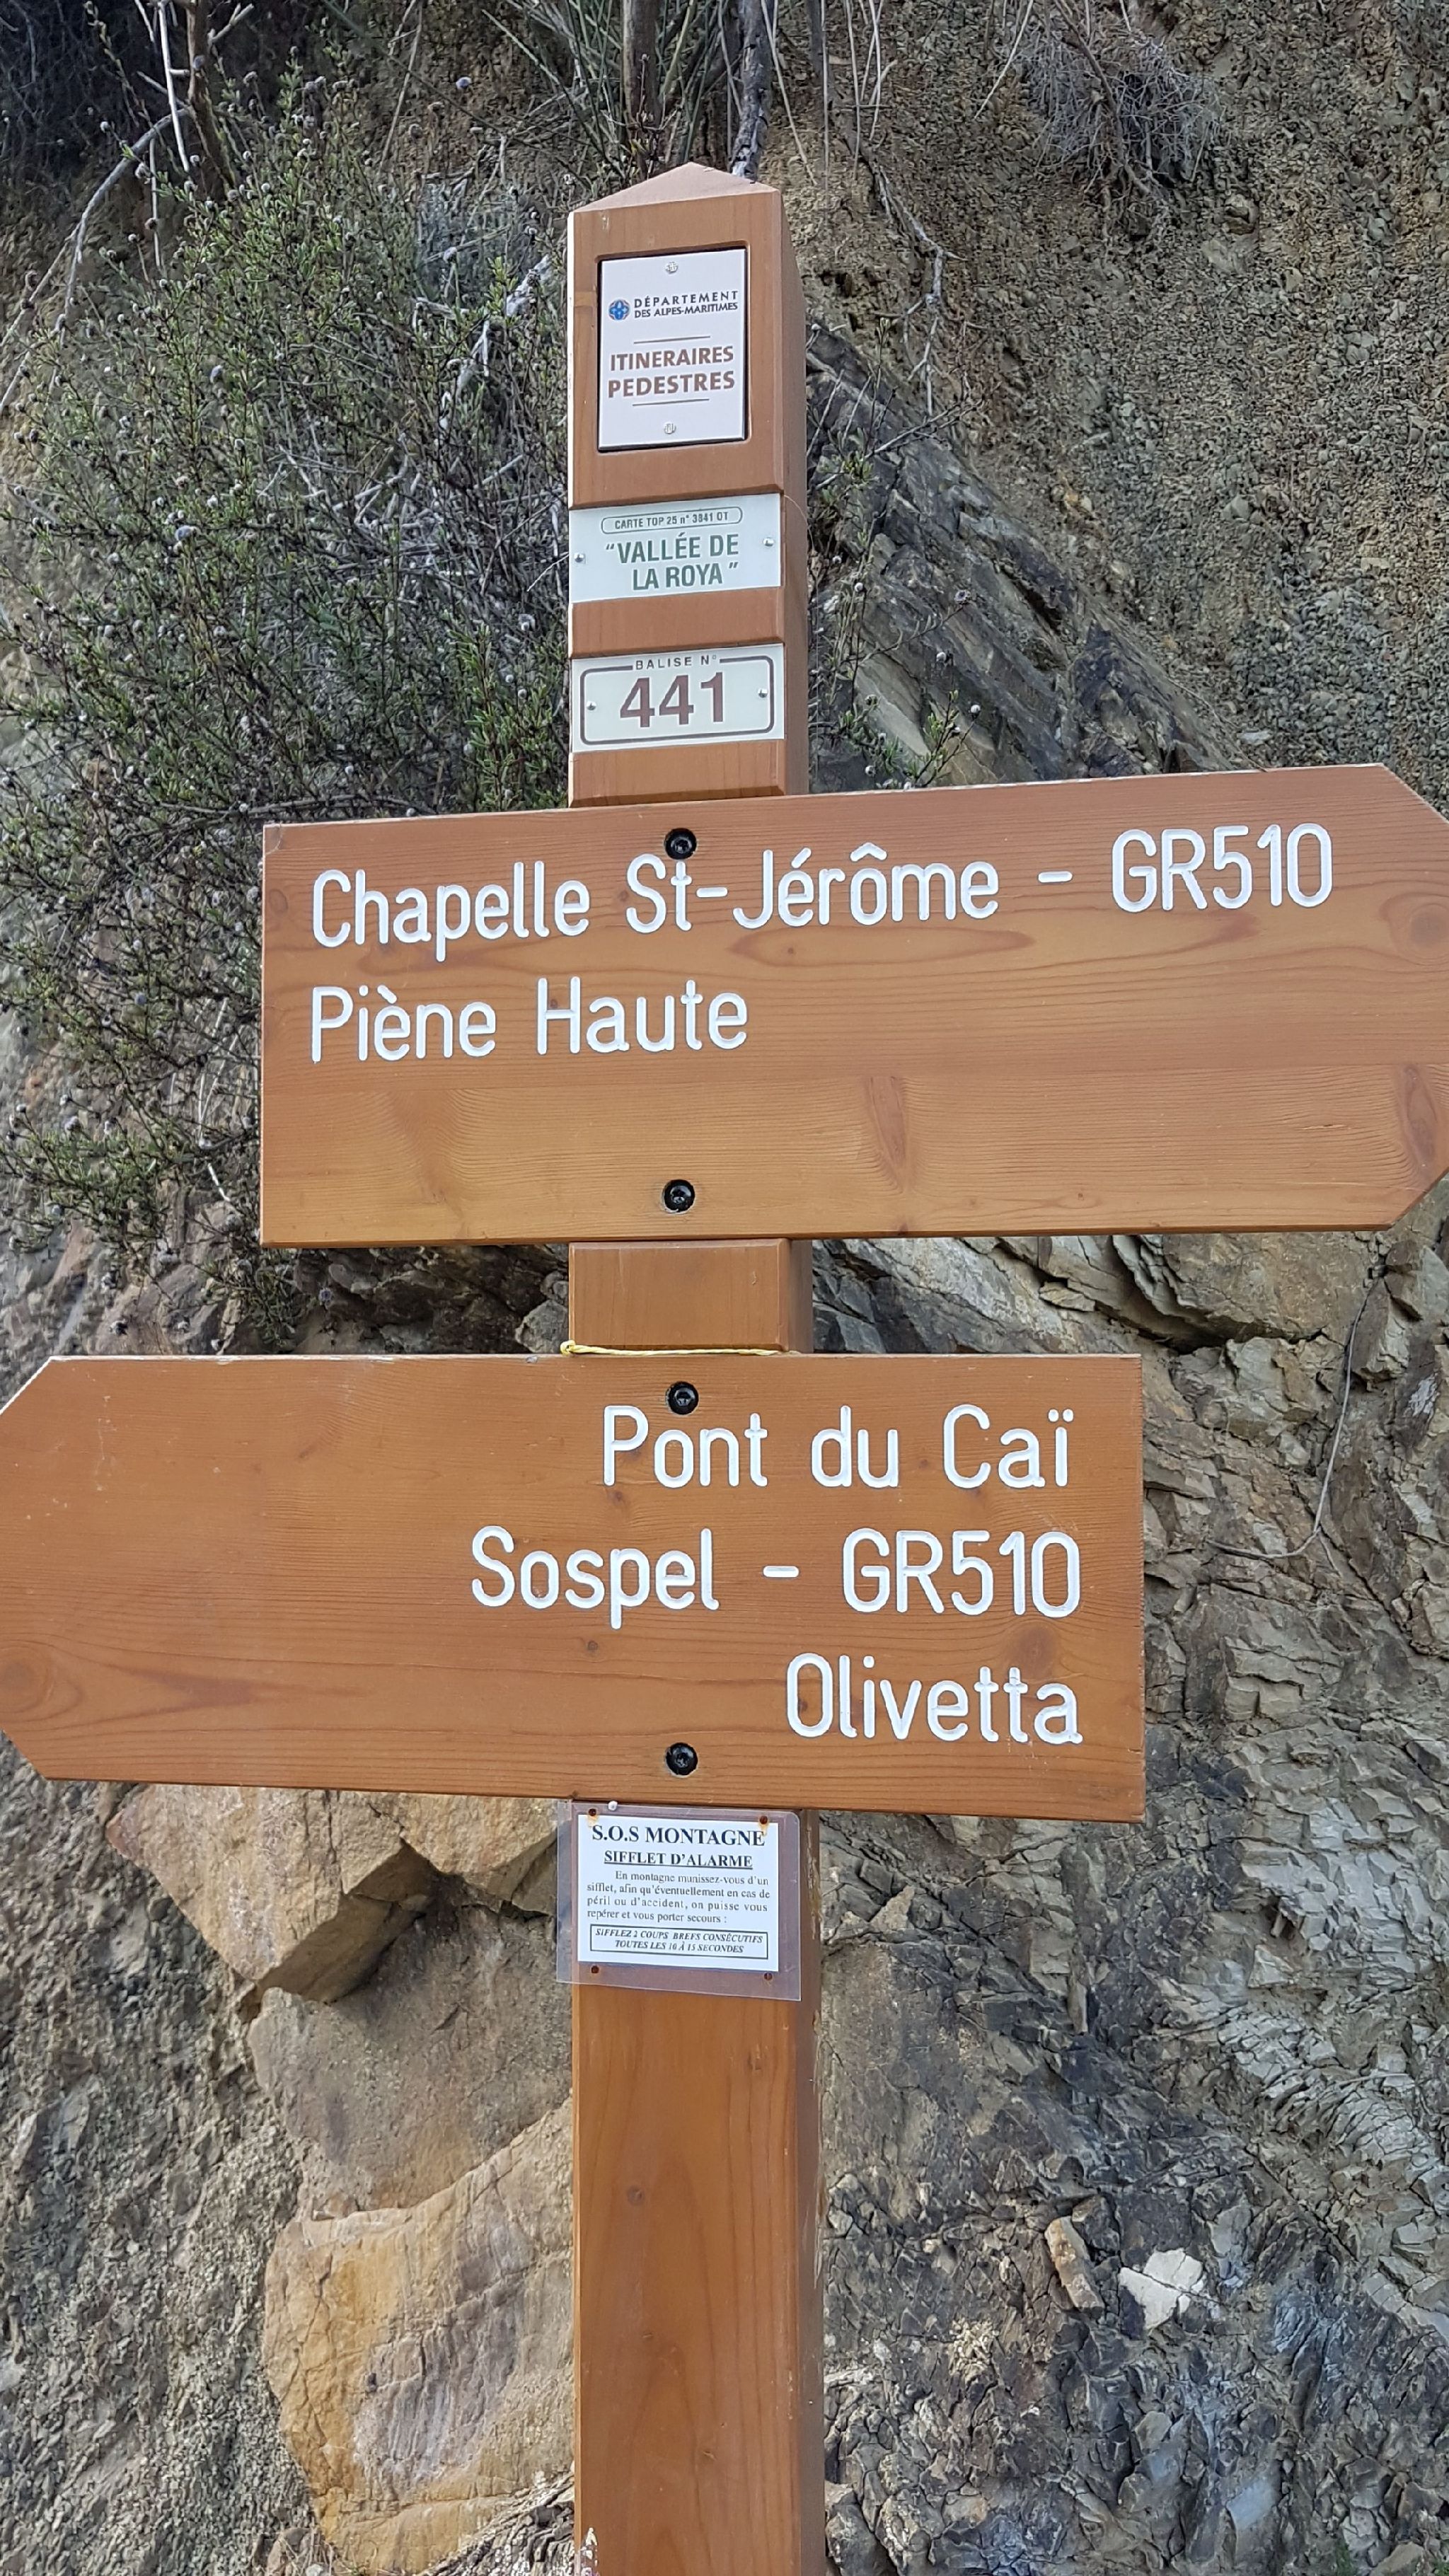 DÉPARTEMENT
DES ALPES-MARITIMES
ITINERAIRES
PEDESTRES
CARTE TOP 25 n° 3841 OT
"VALLÉE DE
LA ROYA"
BALISE N°
441
Chapelle St-Jérôme - GR510
Piène Haute
Pont du Caï
Sospel - GR510
Olivetta
S.O.S MONTAGNE
SIFFLET D'ALARME
En montagne munissez-vous d'un
sifflet, afin qu'éventuellement en cas de
péril ou d'accident, on puisse vous
repérer et vous porter secours :
SIFFLEZ 2 COUPS BREFS CONSÉCUTIFS
TOUTES LES 10 À 15 SECONDES